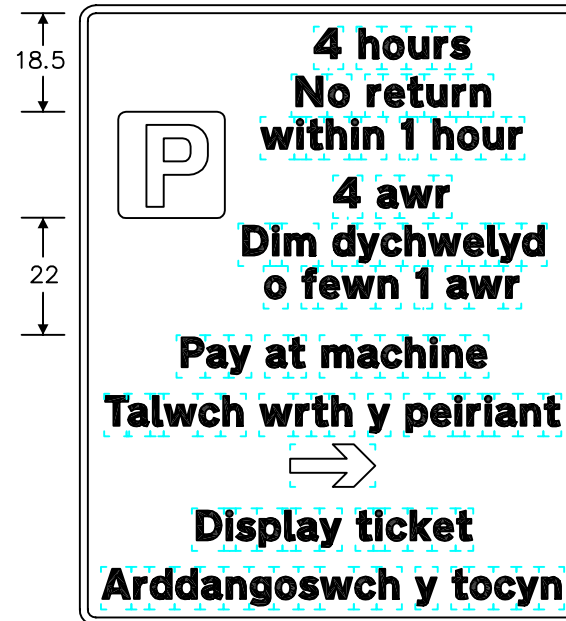 18.5
4 hours
No return
within 1 hour
P
4 awr
Dim dychwelyd
22
o fewn 1 awr
Pay at machine
Talwch wrth y peiriant
Display ticket
Arddangoswch y tocyn